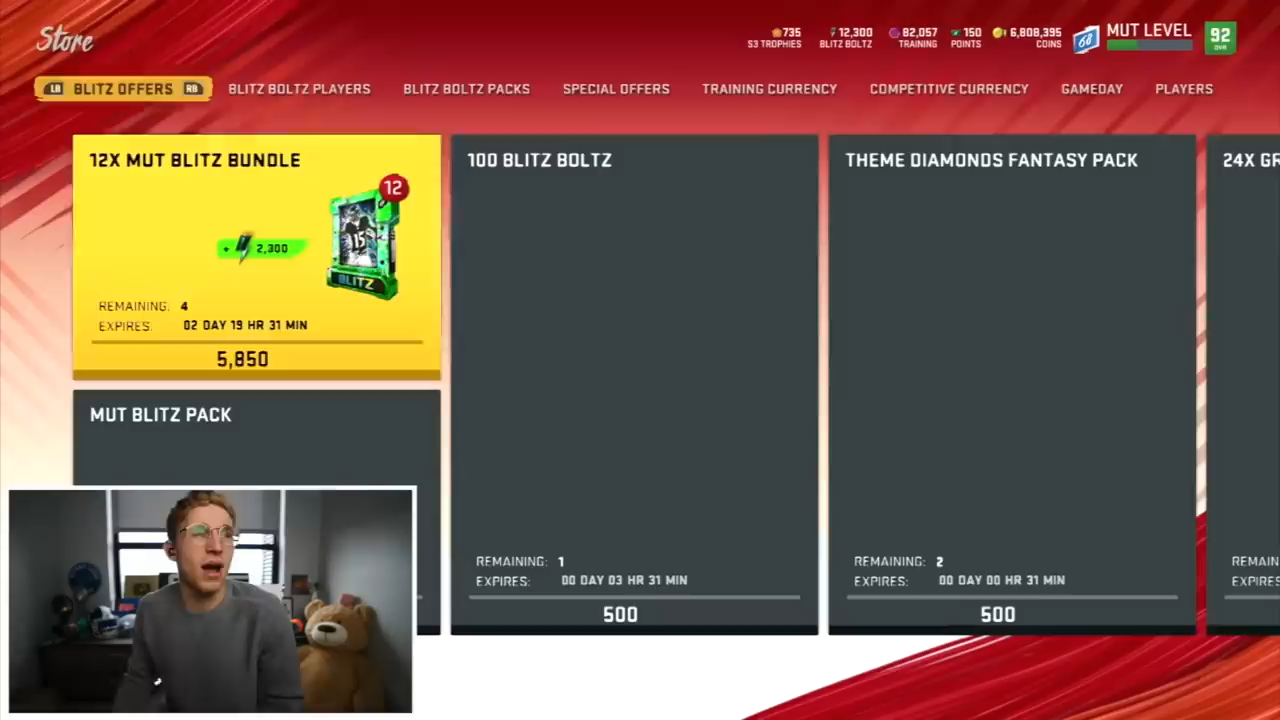 Store
735
S3 TROPHIES
12,300
BLITZ BOLTZ
82,057
TRAINING
150
POINTS
6,808,395
COINS
68
MUT LEVEL
92
OVR
LB BLITZ OFFERS RB
BLITZ BOLTZ PLAYERS
BLITZ BOLTZ PACKS
SPECIAL OFFERS
TRAINING CURRENCY
COMPETITIVE CURRENCY
GAMEDAY
PLAYERS
12X MUT BLITZ BUNDLE
12
15
BLITZ
+ 2,300
REMAINING: 4
EXPIRES: 02 DAY 19 HR 31 MIN
5,850
MUT BLITZ PACK
100 BLITZ BOLTZ
REMAINING: 1
EXPIRES: 00 DAY 03 HR 31 MIN
500
THEME DIAMONDS FANTASY PACK
REMAINING: 2
EXPIRES: 00 DAY 00 HR 31 MIN
500
24X GR
REMAIN
EXPIRES